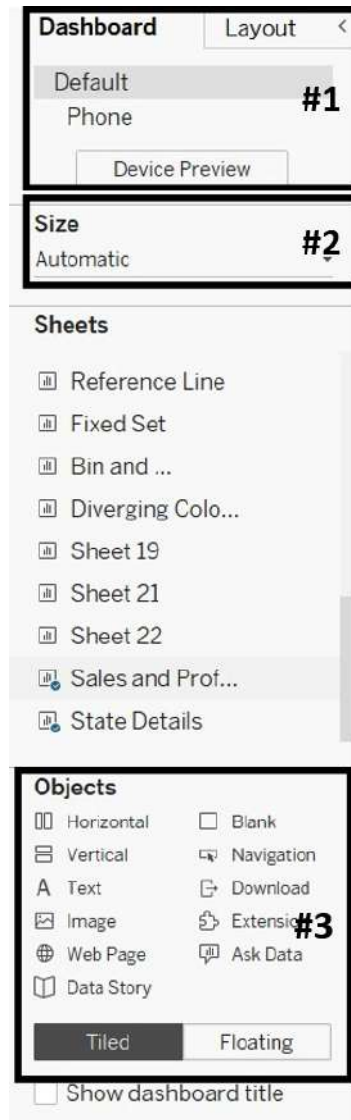 Dashboard Layout <
Default
Phone
#1
Device Preview
Size
Automatic
#2
Sheets
Reference Line
Fixed Set
Bin and ...
Diverging Colo...
Sheet 19
Sheet 21
Sheet 22
Sales and Prof...
State Details
Objects
Horizontal Blank
Vertical Navigation
A Text Download
Image
#3
Web Page Ask Data
Data Story
Tiled Floating
Show dashboard title